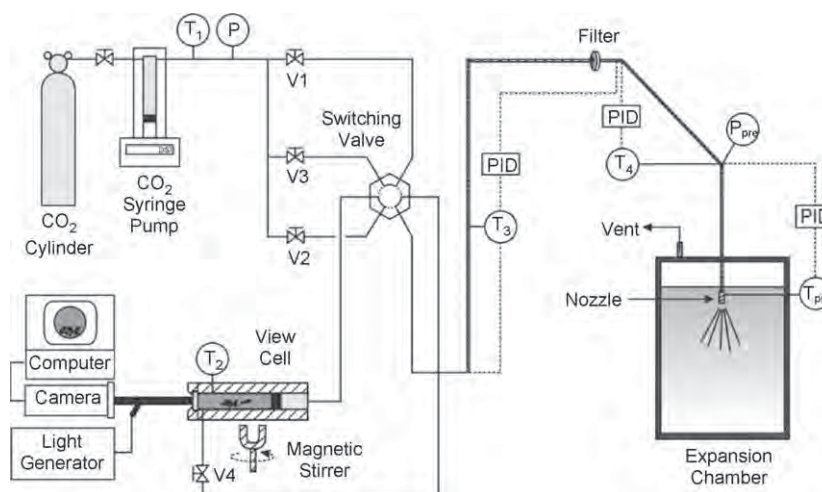 T1
P
V1
Filter
Switching
Valve
PID
Ppre
V3
T4
PID
CO2
Syringe
Pump
CO2
Cylinder
PID
T3
V2
Vent
Nozzle
View
Cell
T2
Computer
Camera
Light
Generator
Magnetic
Stirrer
V4
Expansion
Chamber